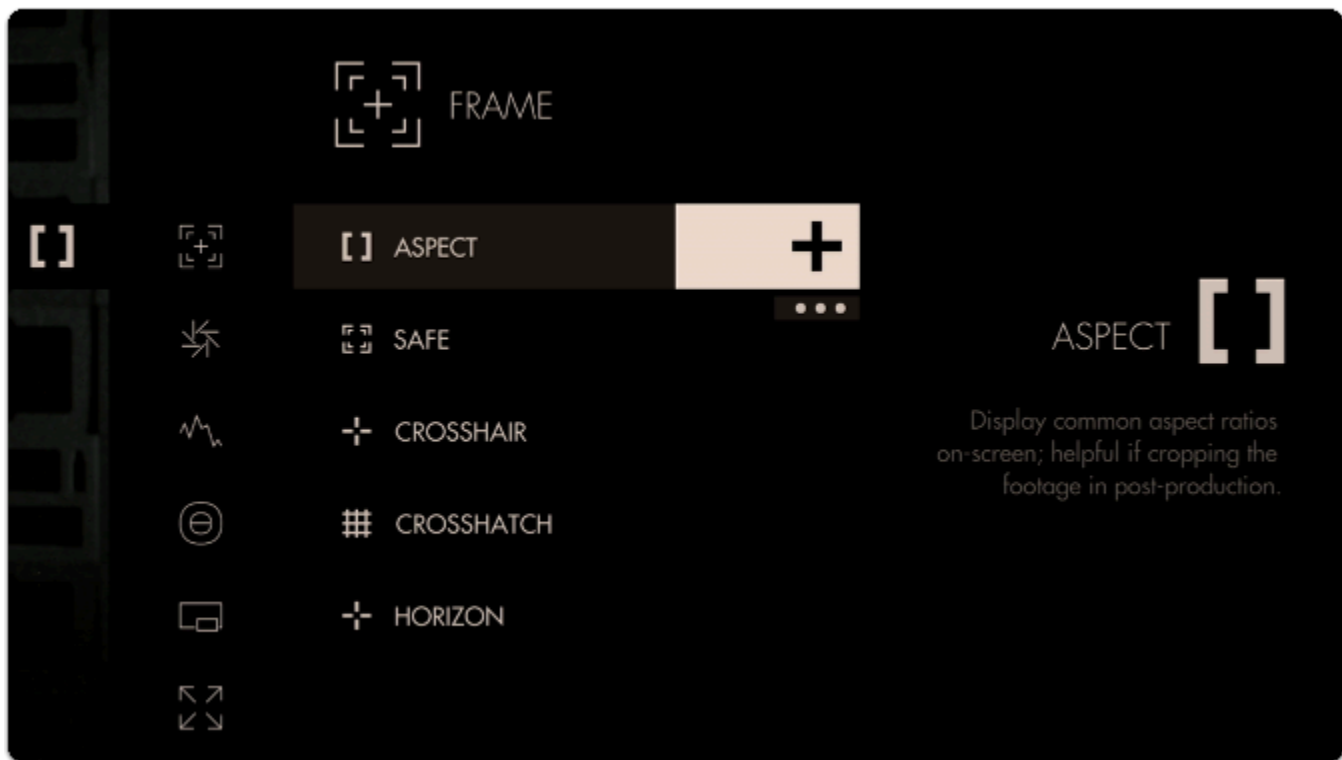 FRAME
ASPECT
SAFE
CROSSHAIR
CROSSHATCH
HORIZON
ASPECT
Display common aspect ratios
on-screen; helpful if cropping the
footage in post-production.